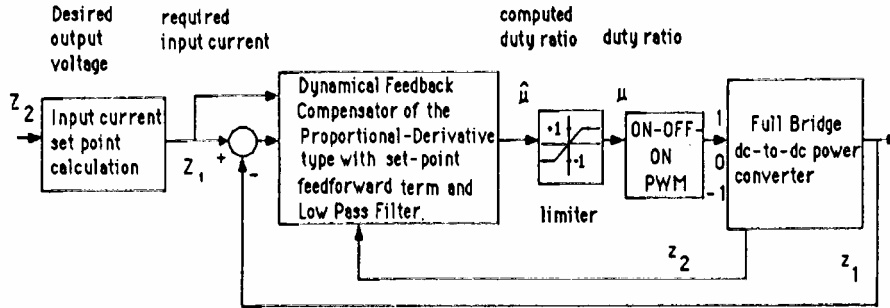 Desired
output
voltage
required
input current
computed
duty ratio
duty ratio
Z2
Input current
set point
calculation
Z1
+
-
Dynamical Feedback
Compensator of the
Proportional-Derivative
type with set-point
feedforward term and
Low Pass Filter.
μ̂
+1
-1
limiter
μ
ON-OFF-
ON
PWM
1
0
-1
Full Bridge
dc-to-dc power
converter
z2
z1